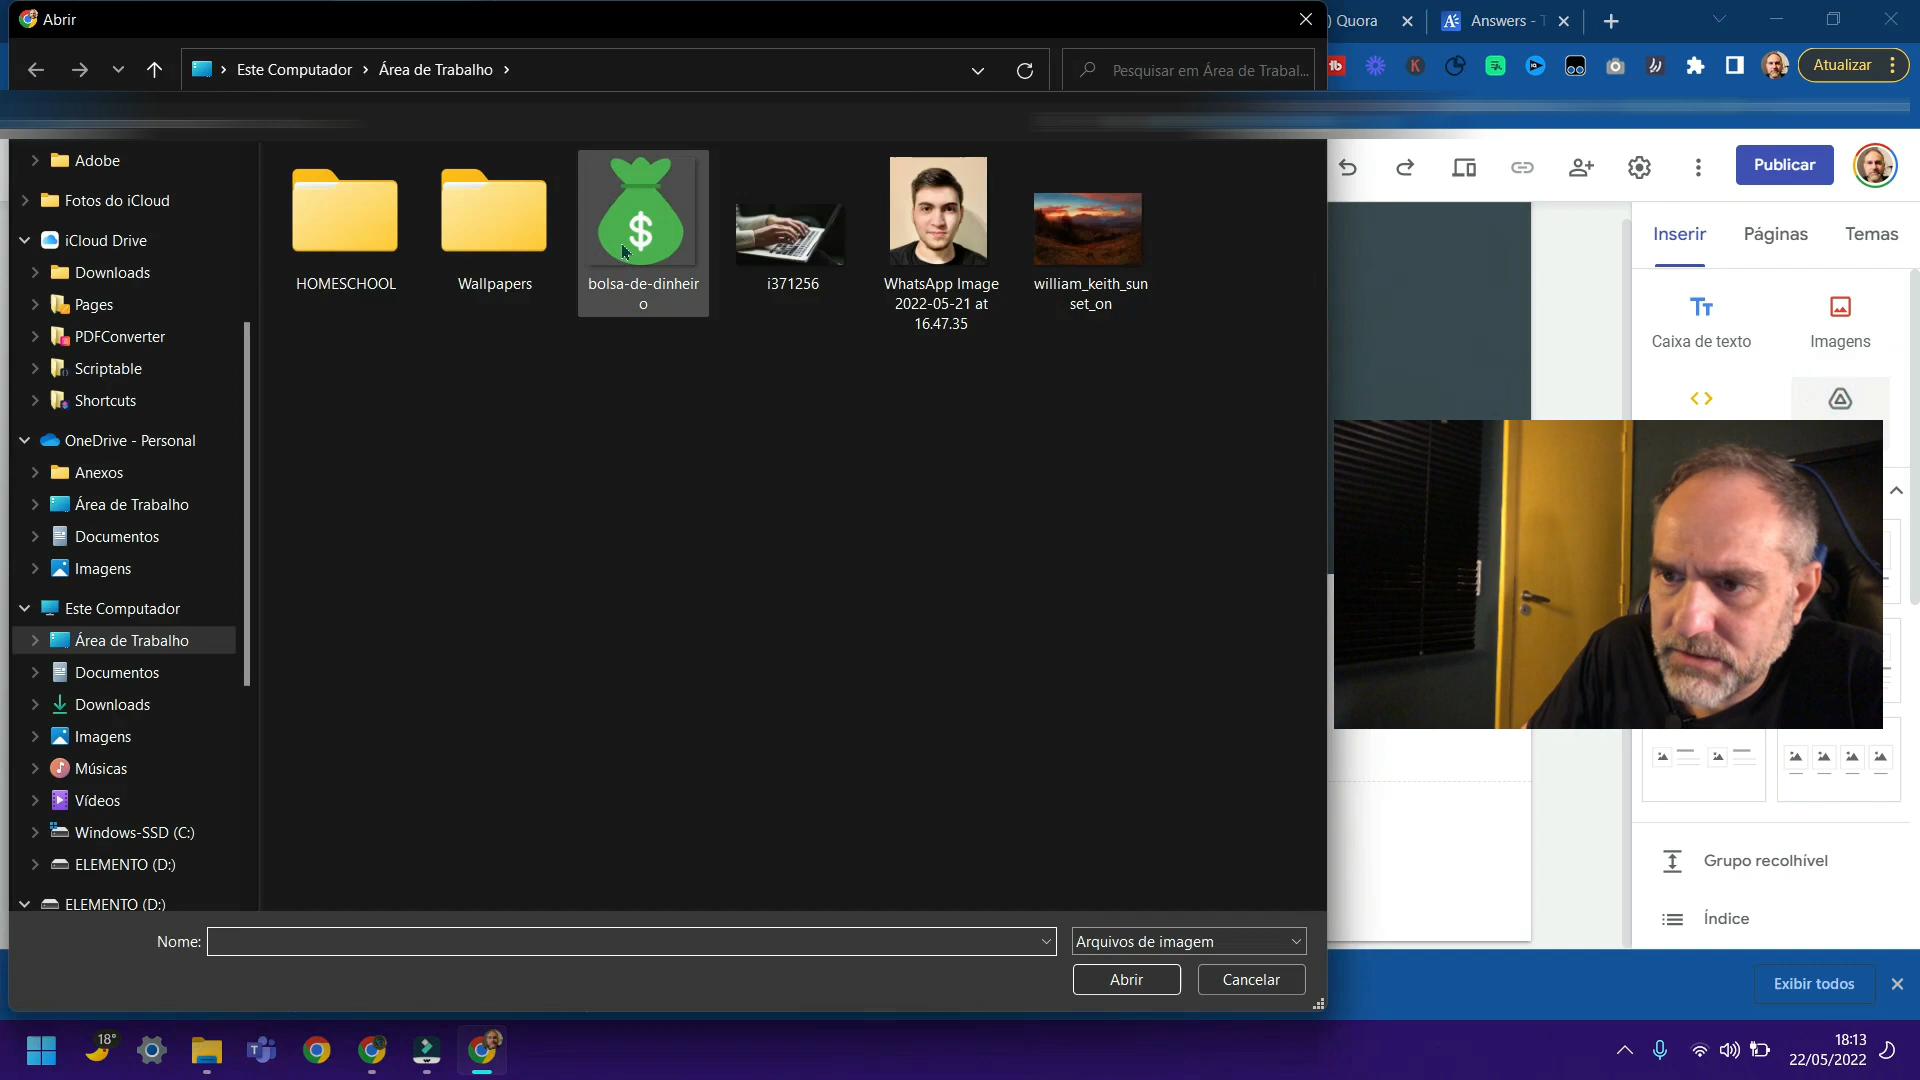 Abrir
Quora
Answers - T
Este Computador
Área de Trabalho
Pesquisar em Área de Trabal...
Atualizar
Publicar
Adobe
Fotos do iCloud
iCloud Drive
Downloads
Pages
PDFConverter
Scriptable
Shortcuts
OneDrive - Personal
Anexos
Área de Trabalho
Documentos
Imagens
Este Computador
Área de Trabalho
Documentos
Downloads
Imagens
Músicas
Vídeos
Windows-SSD (C:)
ELEMENTO (D:)
ELEMENTO (D:)
HOMESCHOOL
Wallpapers
bolsa-de-dinheir
o
i371256
WhatsApp Image
2022-05-21 at
16.47.35
william_keith_sun
set_on
Inserir
Páginas
Temas
Caixa de texto
Imagens
Grupo recolhível
Índice
Nome:
Arquivos de imagem
Abrir
Cancelar
Exibir todos
18°
18:13
22/05/2022